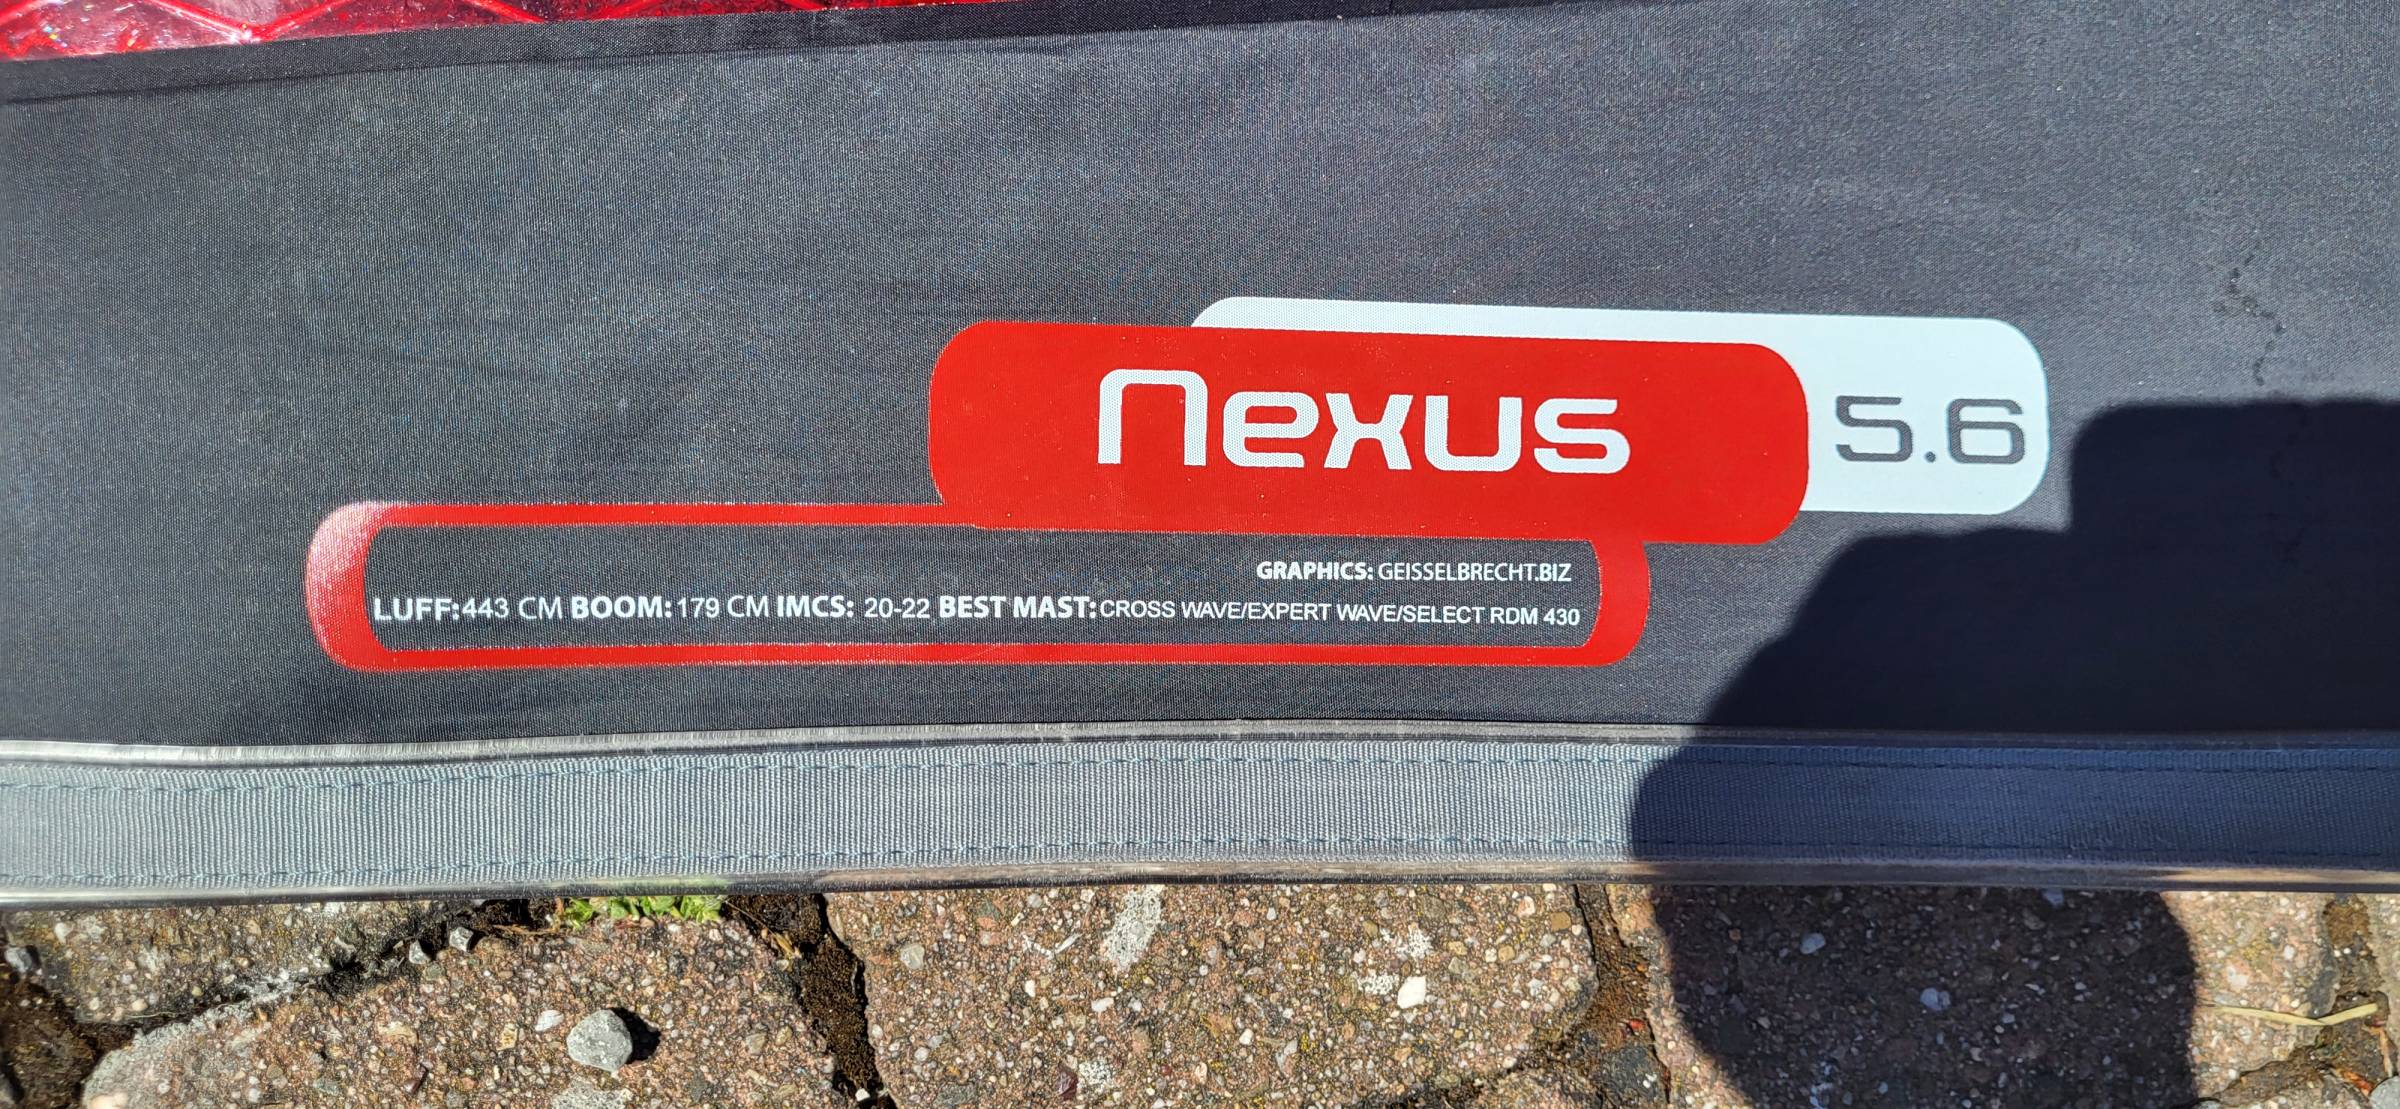 nexus 5.6
GRAPHICS: GEISSELBRECHT.BIZ
LUFF: 443 CM BOOM: 179 CM IMCS: 20-22 BEST MAST: CROSS WAVE/EXPERT WAVE/SELECT RDM 430